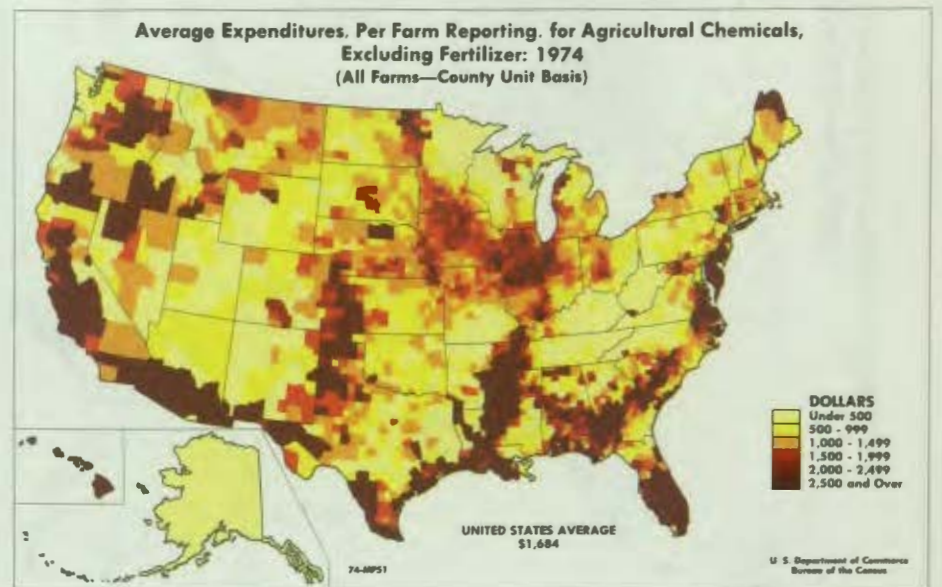 Average Expenditures, Per Farm Reporting, for Agricultural Chemicals,
Excluding Fertilizer: 1974
(All Farms—County Unit Basis)
DOLLARS
Under 500
500 - 999
1,000 - 1,499
1,500 - 1,999
2,000 - 2,499
2,500 and Over
UNITED STATES AVERAGE
$1,684
74-MPS1
U. S. Department of Commerce
Bureau of the Census